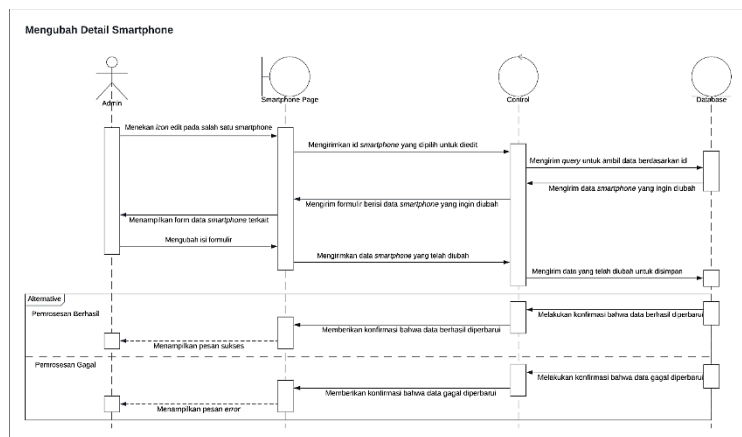 Mengubah Detail Smartphone
Admin
Smartphone Page
Control
Database
Menekan icon edit pada salah satu smartphone
Mengirimkan id smartphone yang dipilih untuk diedit
Mengirim query untuk ambil data berdasarkan id
Mengirim data smartphone yang ingin diubah
Mengirim formulir berisi data smartphone yang ingin diubah
Menampilkan form data smartphone terkait
Mengubah isi formulir
Mengirimkan data smartphone yang telah diubah
Mengirim data yang telah diubah untuk disimpan
Alternative
Pemrosesan Berhasil
Melakukan konfirmasi bahwa data berhasil diperbarui
Memberikan konfirmasi bahwa data berhasil diperbarui
Menampilkan pesan sukses
Pemrosesan Gagal
Melakukan konfirmasi bahwa data gagal diperbarui
Memberikan konfirmasi bahwa data gagal diperbarui
Menampilkan pesan error